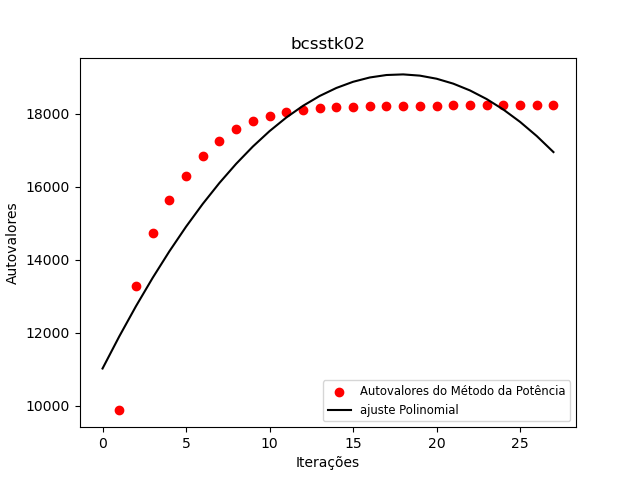 bcsstk02
18000
16000
14000
12000
10000
Autovalores
0 5 10 15 20 25
Iterações
Autovalores do Método da Potência
ajuste Polinomial